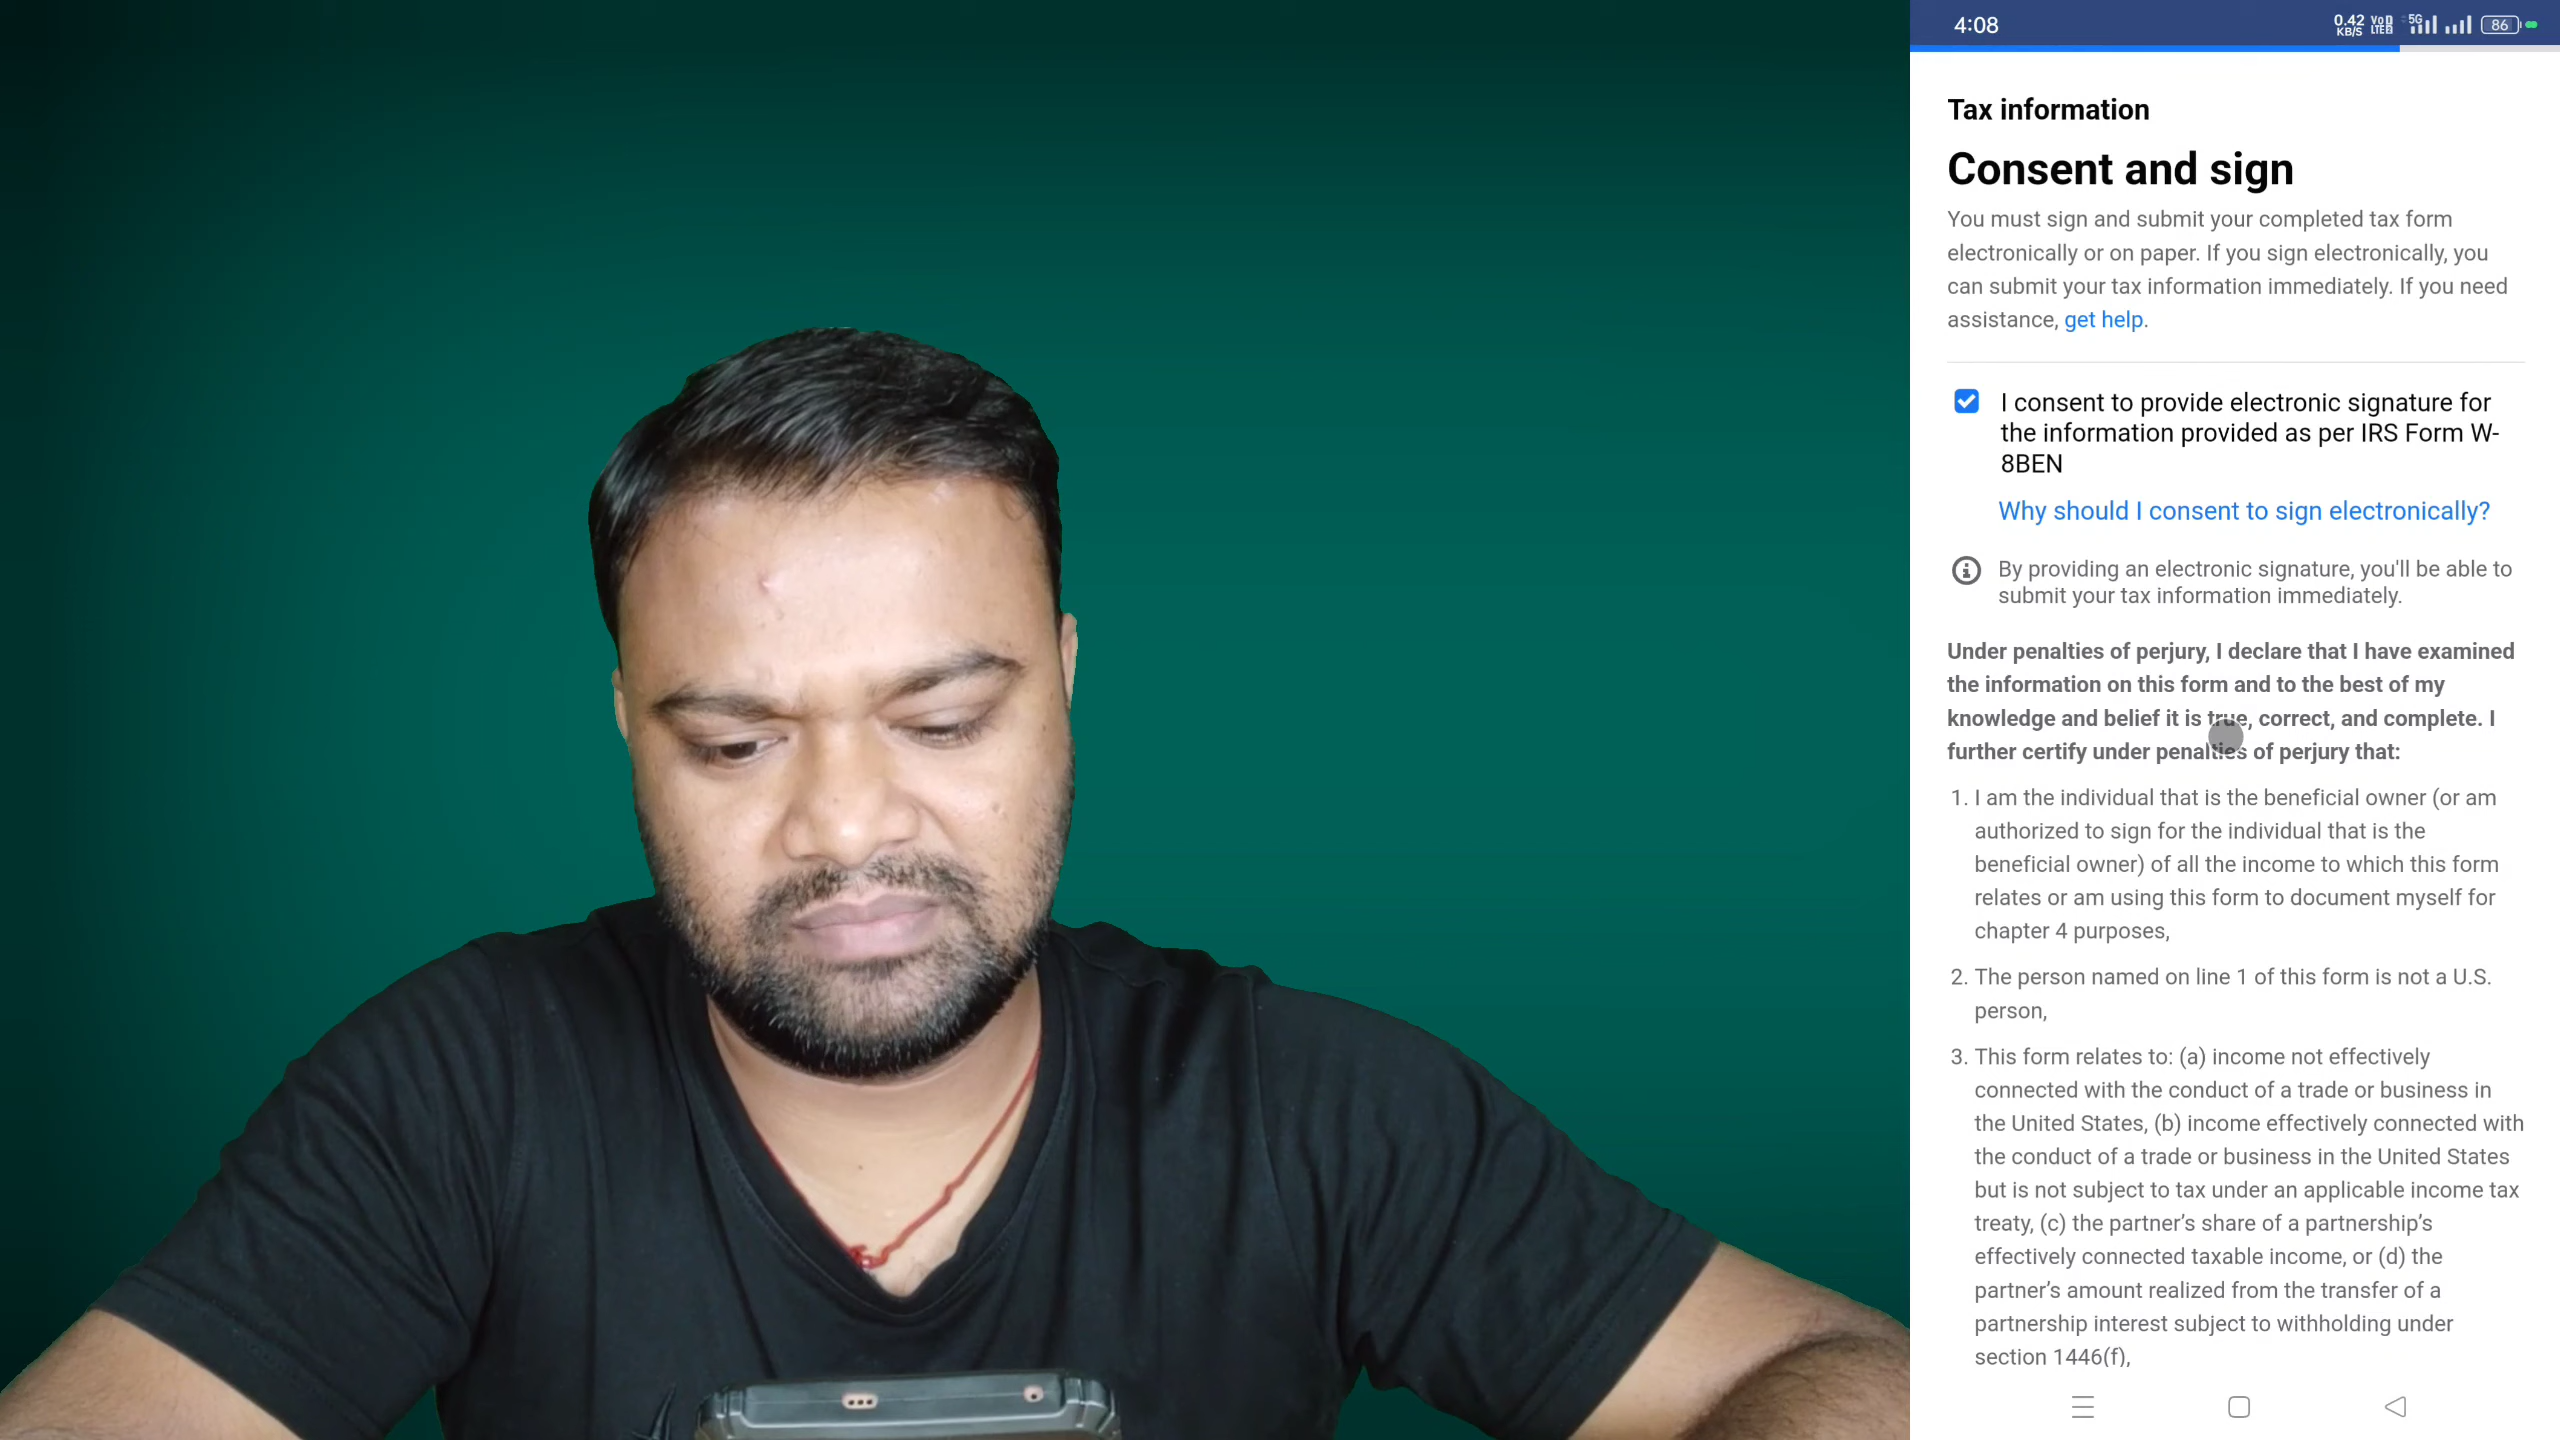 4:08
0.42
KB/S
Vo
LTE
5G
86
Tax information
Consent and sign
You must sign and submit your completed tax form
electronically or on paper. If you sign electronically, you
can submit your tax information immediately. If you need
assistance, get help.
I consent to provide electronic signature for
the information provided as per IRS Form W-
8BEN
Why should I consent to sign electronically?
By providing an electronic signature, you'll be able to
submit your tax information immediately.
Under penalties of perjury, I declare that I have examined
the information on this form and to the best of my
knowledge and belief it is true, correct, and complete. I
further certify under penalties of perjury that:
1. I am the individual that is the beneficial owner (or am
authorized to sign for the individual that is the
beneficial owner) of all the income to which this form
relates or am using this form to document myself for
chapter 4 purposes,
2. The person named on line 1 of this form is not a U.S.
person,
3. This form relates to: (a) income not effectively
connected with the conduct of a trade or business in
the United States, (b) income effectively connected with
the conduct of a trade or business in the United States
but is not subject to tax under an applicable income tax
treaty, (c) the partner’s share of a partnership’s
effectively connected taxable income, or (d) the
partner’s amount realized from the transfer of a
partnership interest subject to withholding under
section 1446(f),